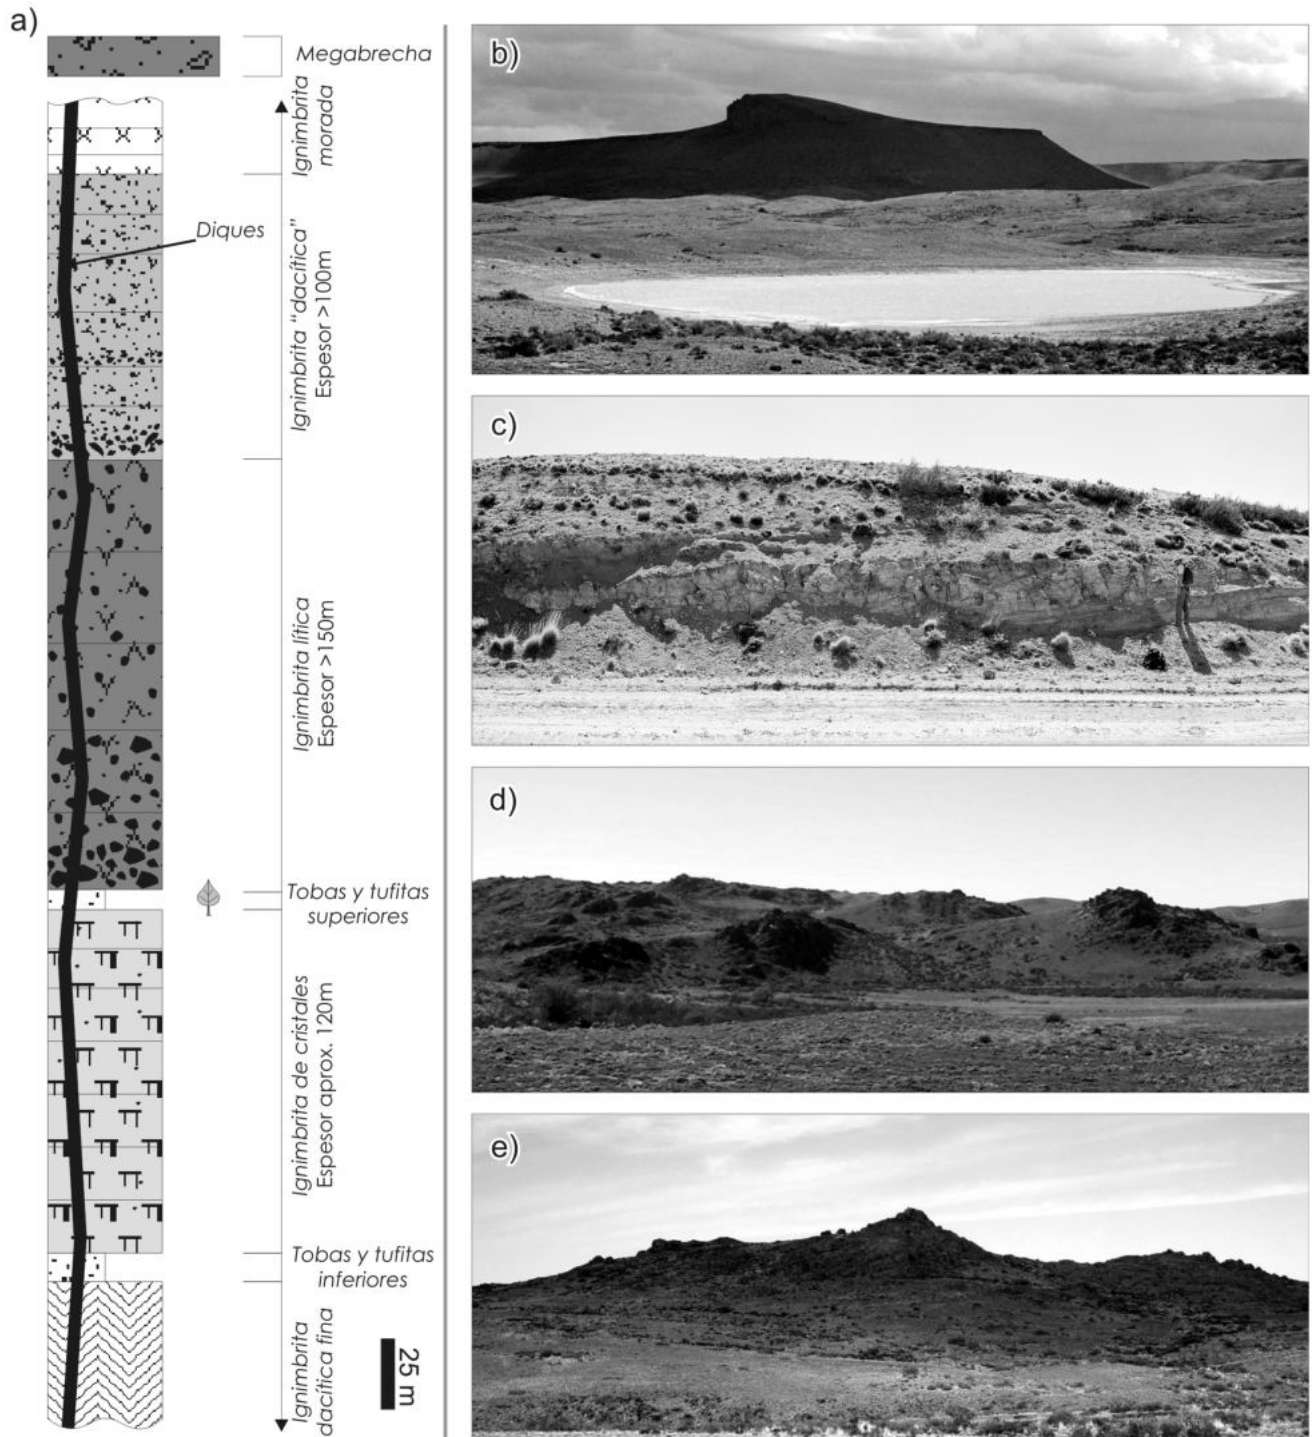 a)
Megabrecha
Ignimbrita
morada
Diques
Ignimbrita "dacítica"
Espesor >100m
Ignimbrita lítica
Espesor >150m
Tobas y tufitas
superiores
Ignimbrita de cristales
Espesor aprox. 120m
Tobas y tufitas
inferiores
Ignimbrita
dacítica fina
25 m
b)
c)
d)
e)